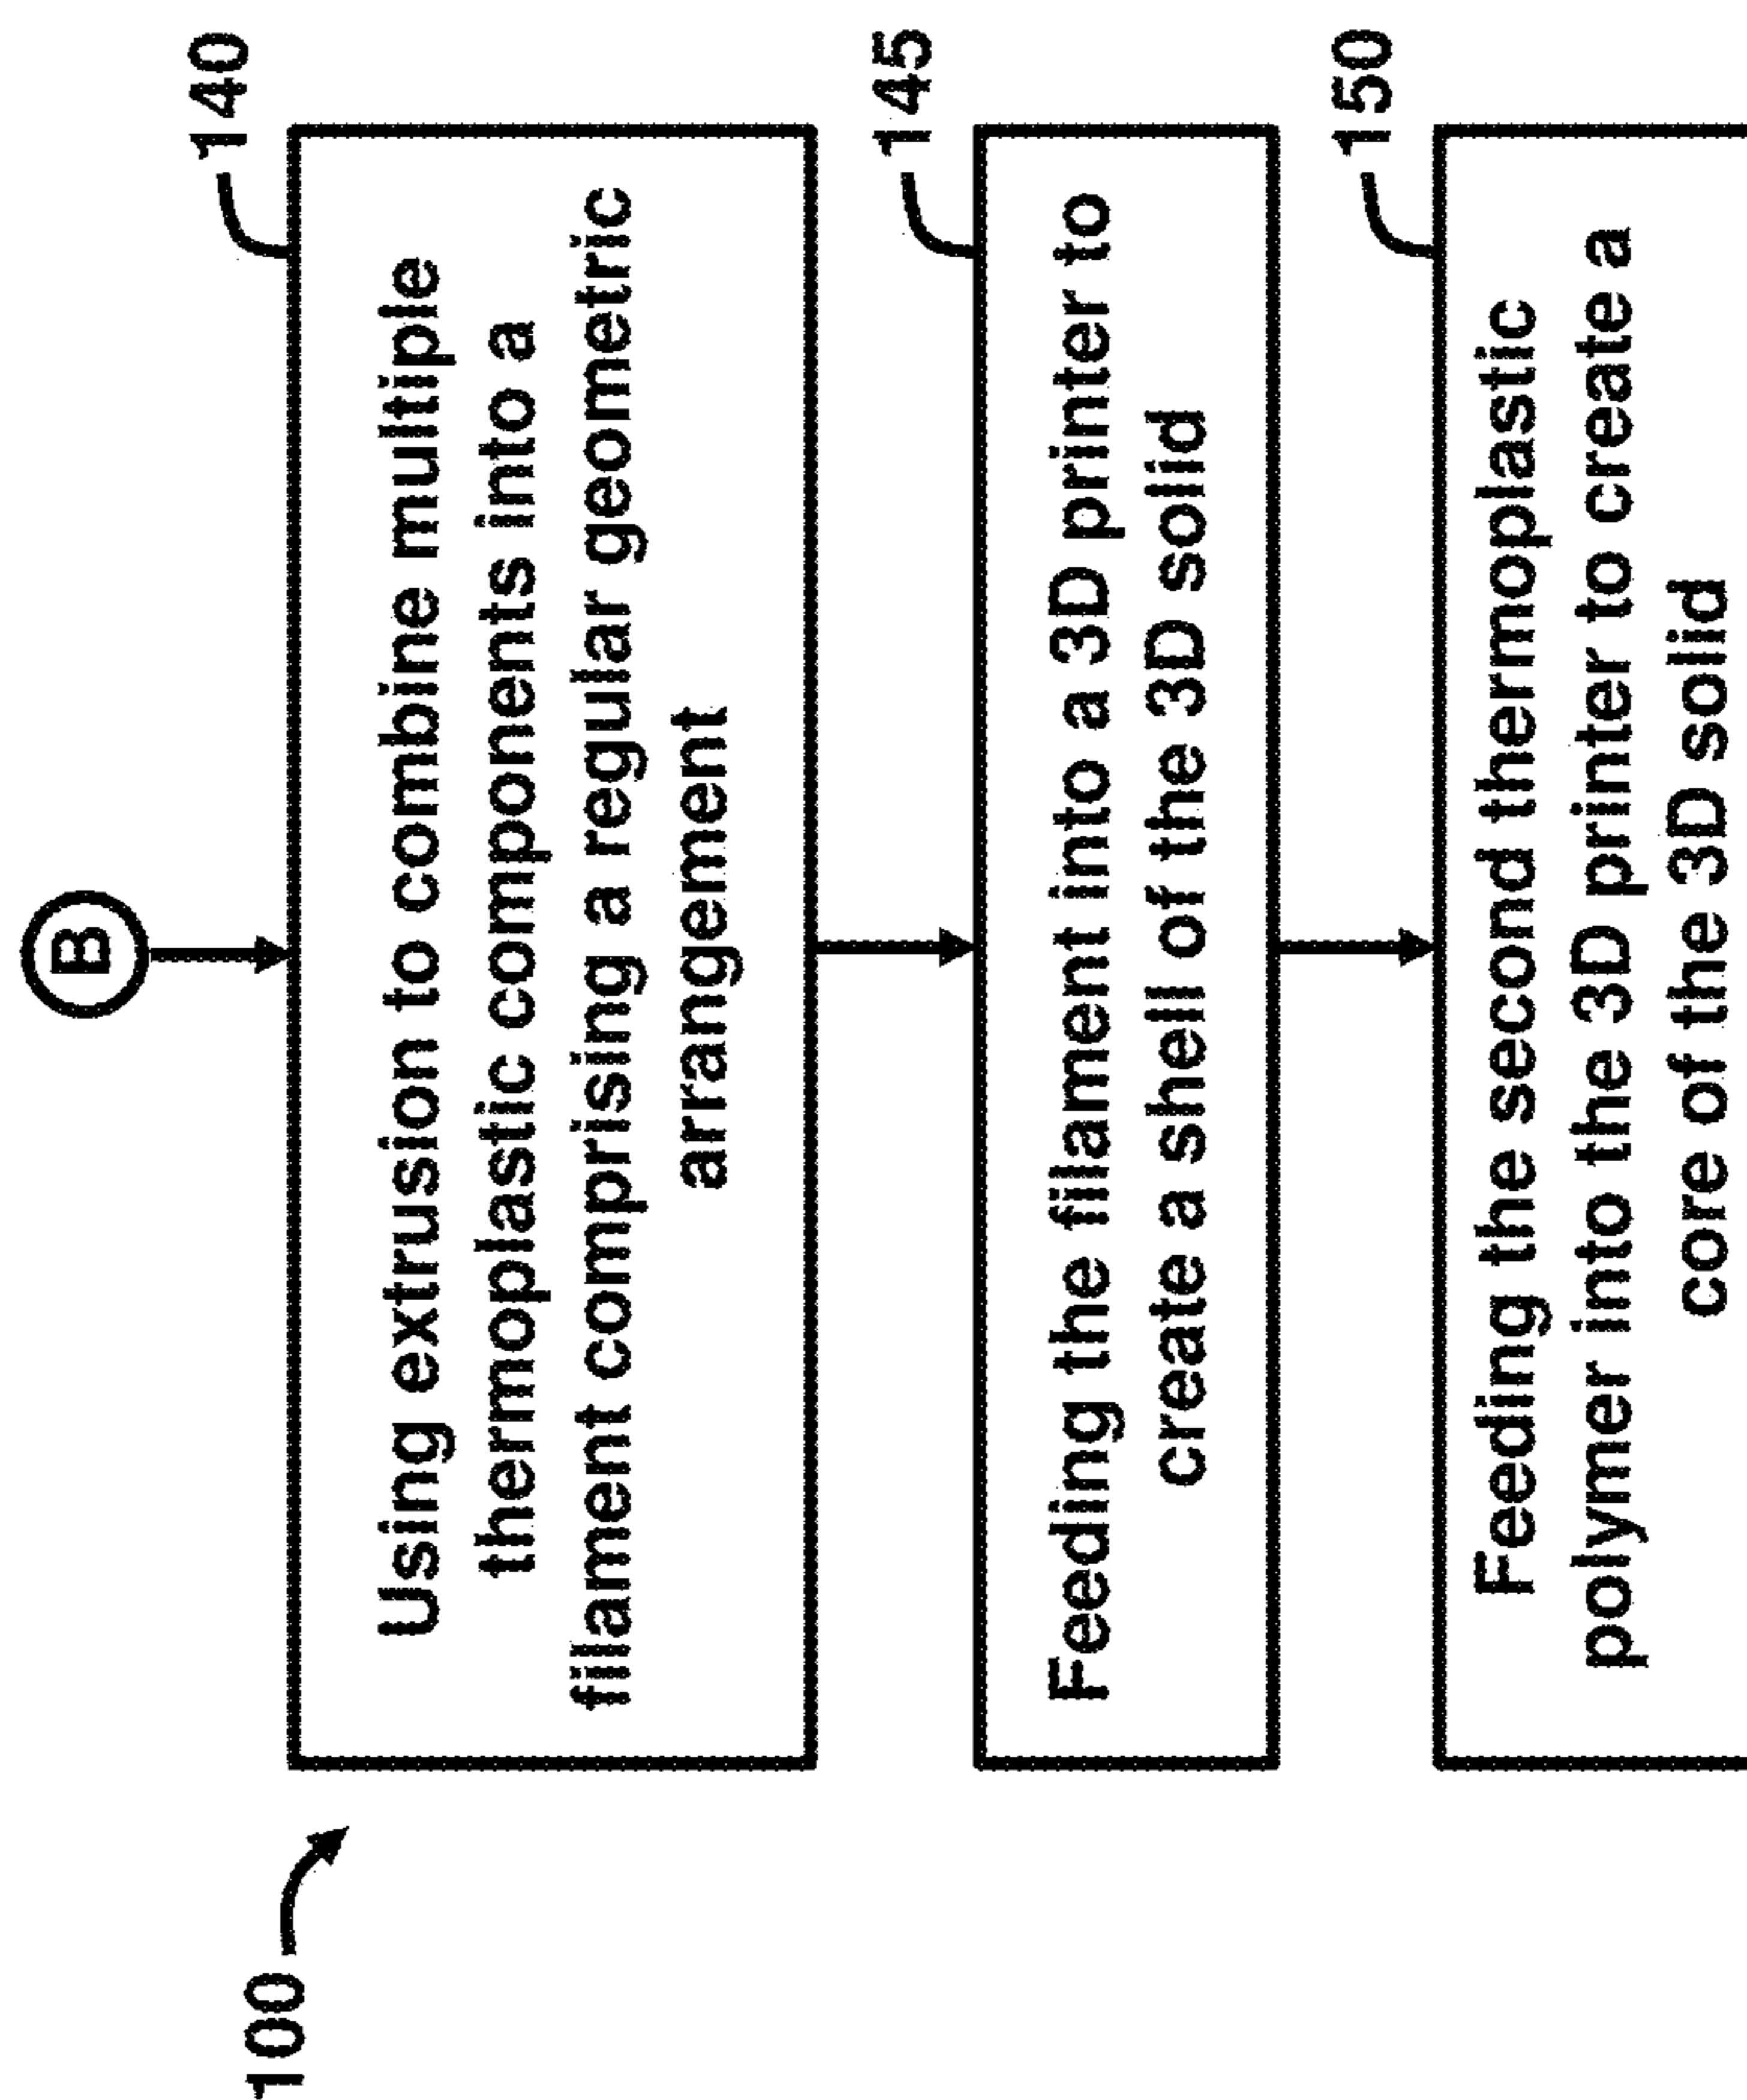 B
100
140
Using extrusion to combine multiple
thermoplastic components into a
filament comprising a regular geometric
arrangement
145
Feeding the filament into a 3D printer to
create a shell of the 3D solid
150
Feeding the second thermoplastic
polymer into the 3D printer to create a
core of the 3D solid